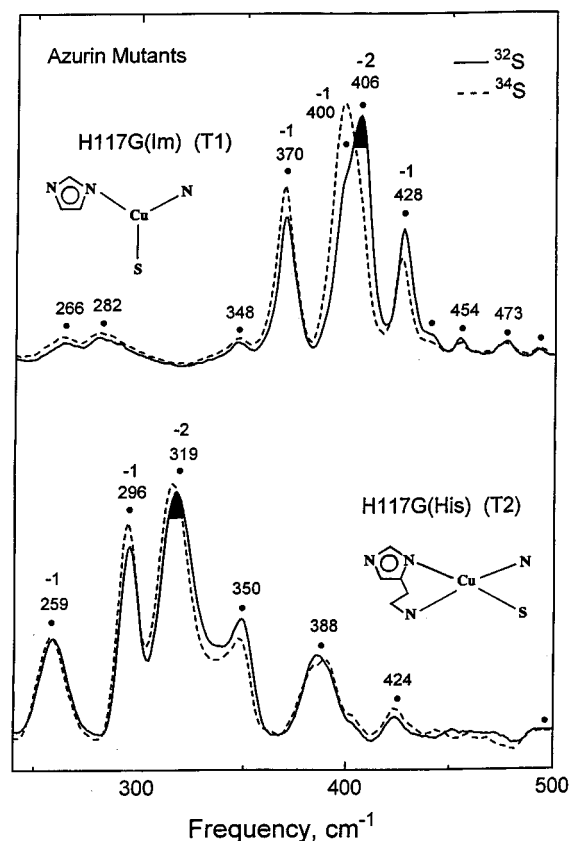 Azurin Mutants
32S
34S
H117G(Im) (T1)
N N Cu N S
266
282
348
-1
370
-1
400
-2
406
-1
428
454
473
H117G(His) (T2)
N N N Cu N S
-1
259
-1
296
-2
319
350
388
424
300 400 500
Frequency, cm-1